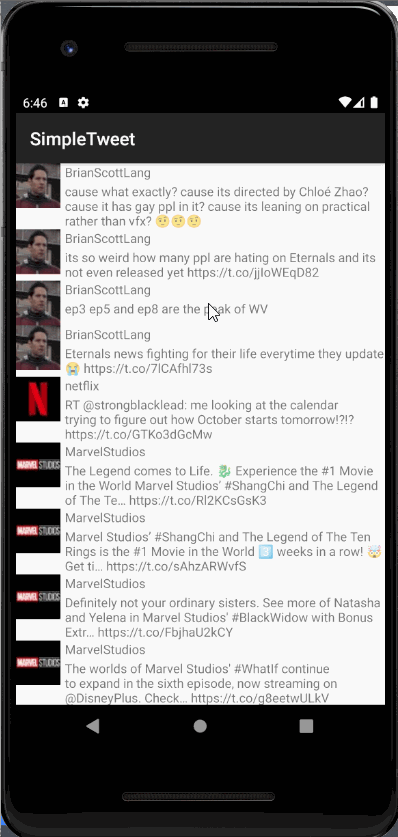 6:46
SimpleTweet
BrianScottLang
cause what exactly? cause its directed by Chloé Zhao?
cause it has gay ppl in it? cause its leaning on practical
rather than vfx? 🤨🤨🤨
BrianScottLang
its so weird how many ppl are hating on Eternals and its
not even released yet https://t.co/jjIoWEqD82
BrianScottLang
ep3 ep5 and ep8 are the peak of WV
BrianScottLang
Eternals news fighting for their life everytime they update
😭 https://t.co/7lCAfhl73s
netflix
RT @strongblacklead: me looking at the calendar
trying to figure out how October starts tomorrow!?!?
https://t.co/GTKo3dGcMw
MarvelStudios
MARVEL STUDIOS
The Legend comes to Life. 🐉 Experience the #1 Movie
in the World Marvel Studios’ #ShangChi and The Legend
of The Te… https://t.co/Rl2KCsGsK3
MarvelStudios
MARVEL STUDIOS
Marvel Studios’ #ShangChi and The Legend of The Ten
Rings is the #1 Movie in the World weeks in a row! 🤯
Get ti… https://t.co/sAhzARWvfS
MarvelStudios
MARVEL STUDIOS
Definitely not your ordinary sisters. See more of Natasha
and Yelena in Marvel Studios’ #BlackWidow with Bonus
Extr… https://t.co/FbjhaU2kCY
MarvelStudios
MARVEL STUDIOS
The worlds of Marvel Studios’ #WhatIf continue
to expand in the sixth episode, now streaming on
@DisneyPlus. Check… https://t.co/g8eetwULkV